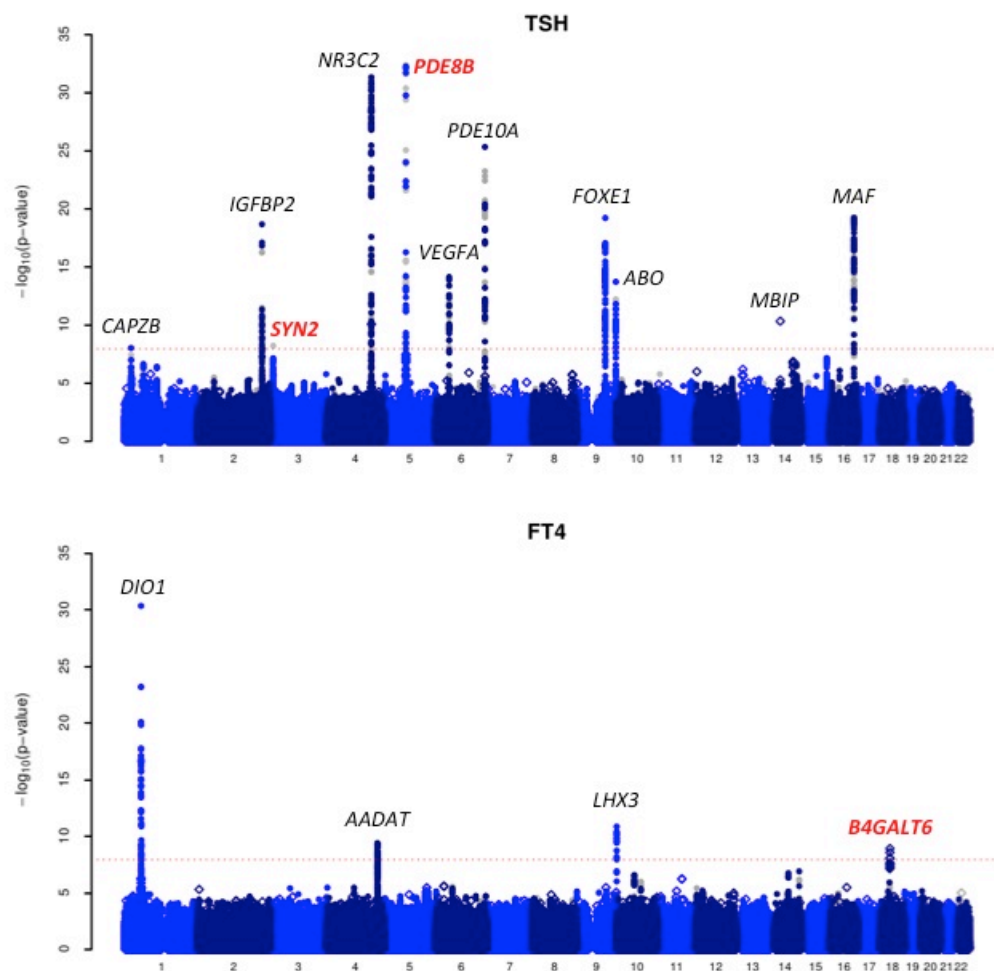 TSH
35
30
25
20
15
10
5
0
−log₁₀(p-value)
NR3C2
PDE8B
PDE10A
IGFBP2
FOXE1
MAF
VEGFA
ABO
CAPZB
SYN2
MBIP
1 2 3 4 5 6 7 8 9 10 11 12 13 14 15 16 17 18 19 20 21 22
FT4
35
30
25
20
15
10
5
0
−log₁₀(p-value)
DIO1
AADAT
LHX3
B4GALT6
1 2 3 4 5 6 7 8 9 10 11 12 13 14 15 16 17 18 19 20 21 22